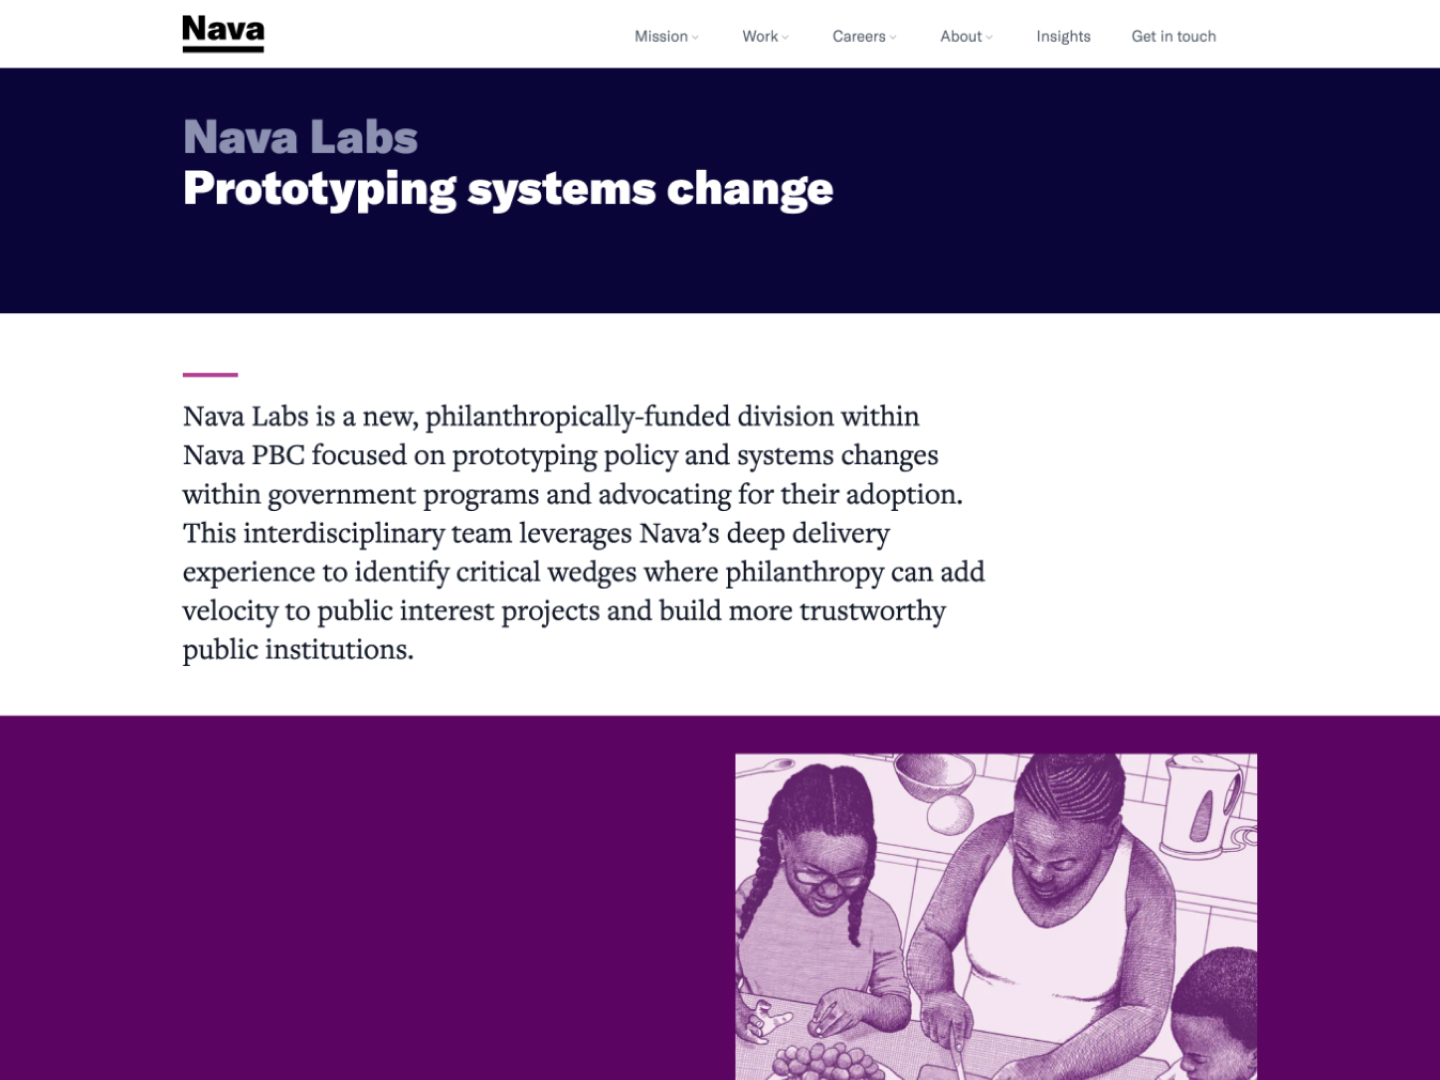 Nava
Mission
Work
Careers
About
Insights
Get in touch
Nava Labs
Prototyping systems change
Nava Labs is a new, philanthropically-funded division within
Nava PBC focused on prototyping policy and systems changes
within government programs and advocating for their adoption.
This interdisciplinary team leverages Nava’s deep delivery
experience to identify critical wedges where philanthropy can add
velocity to public interest projects and build more trustworthy
public institutions.